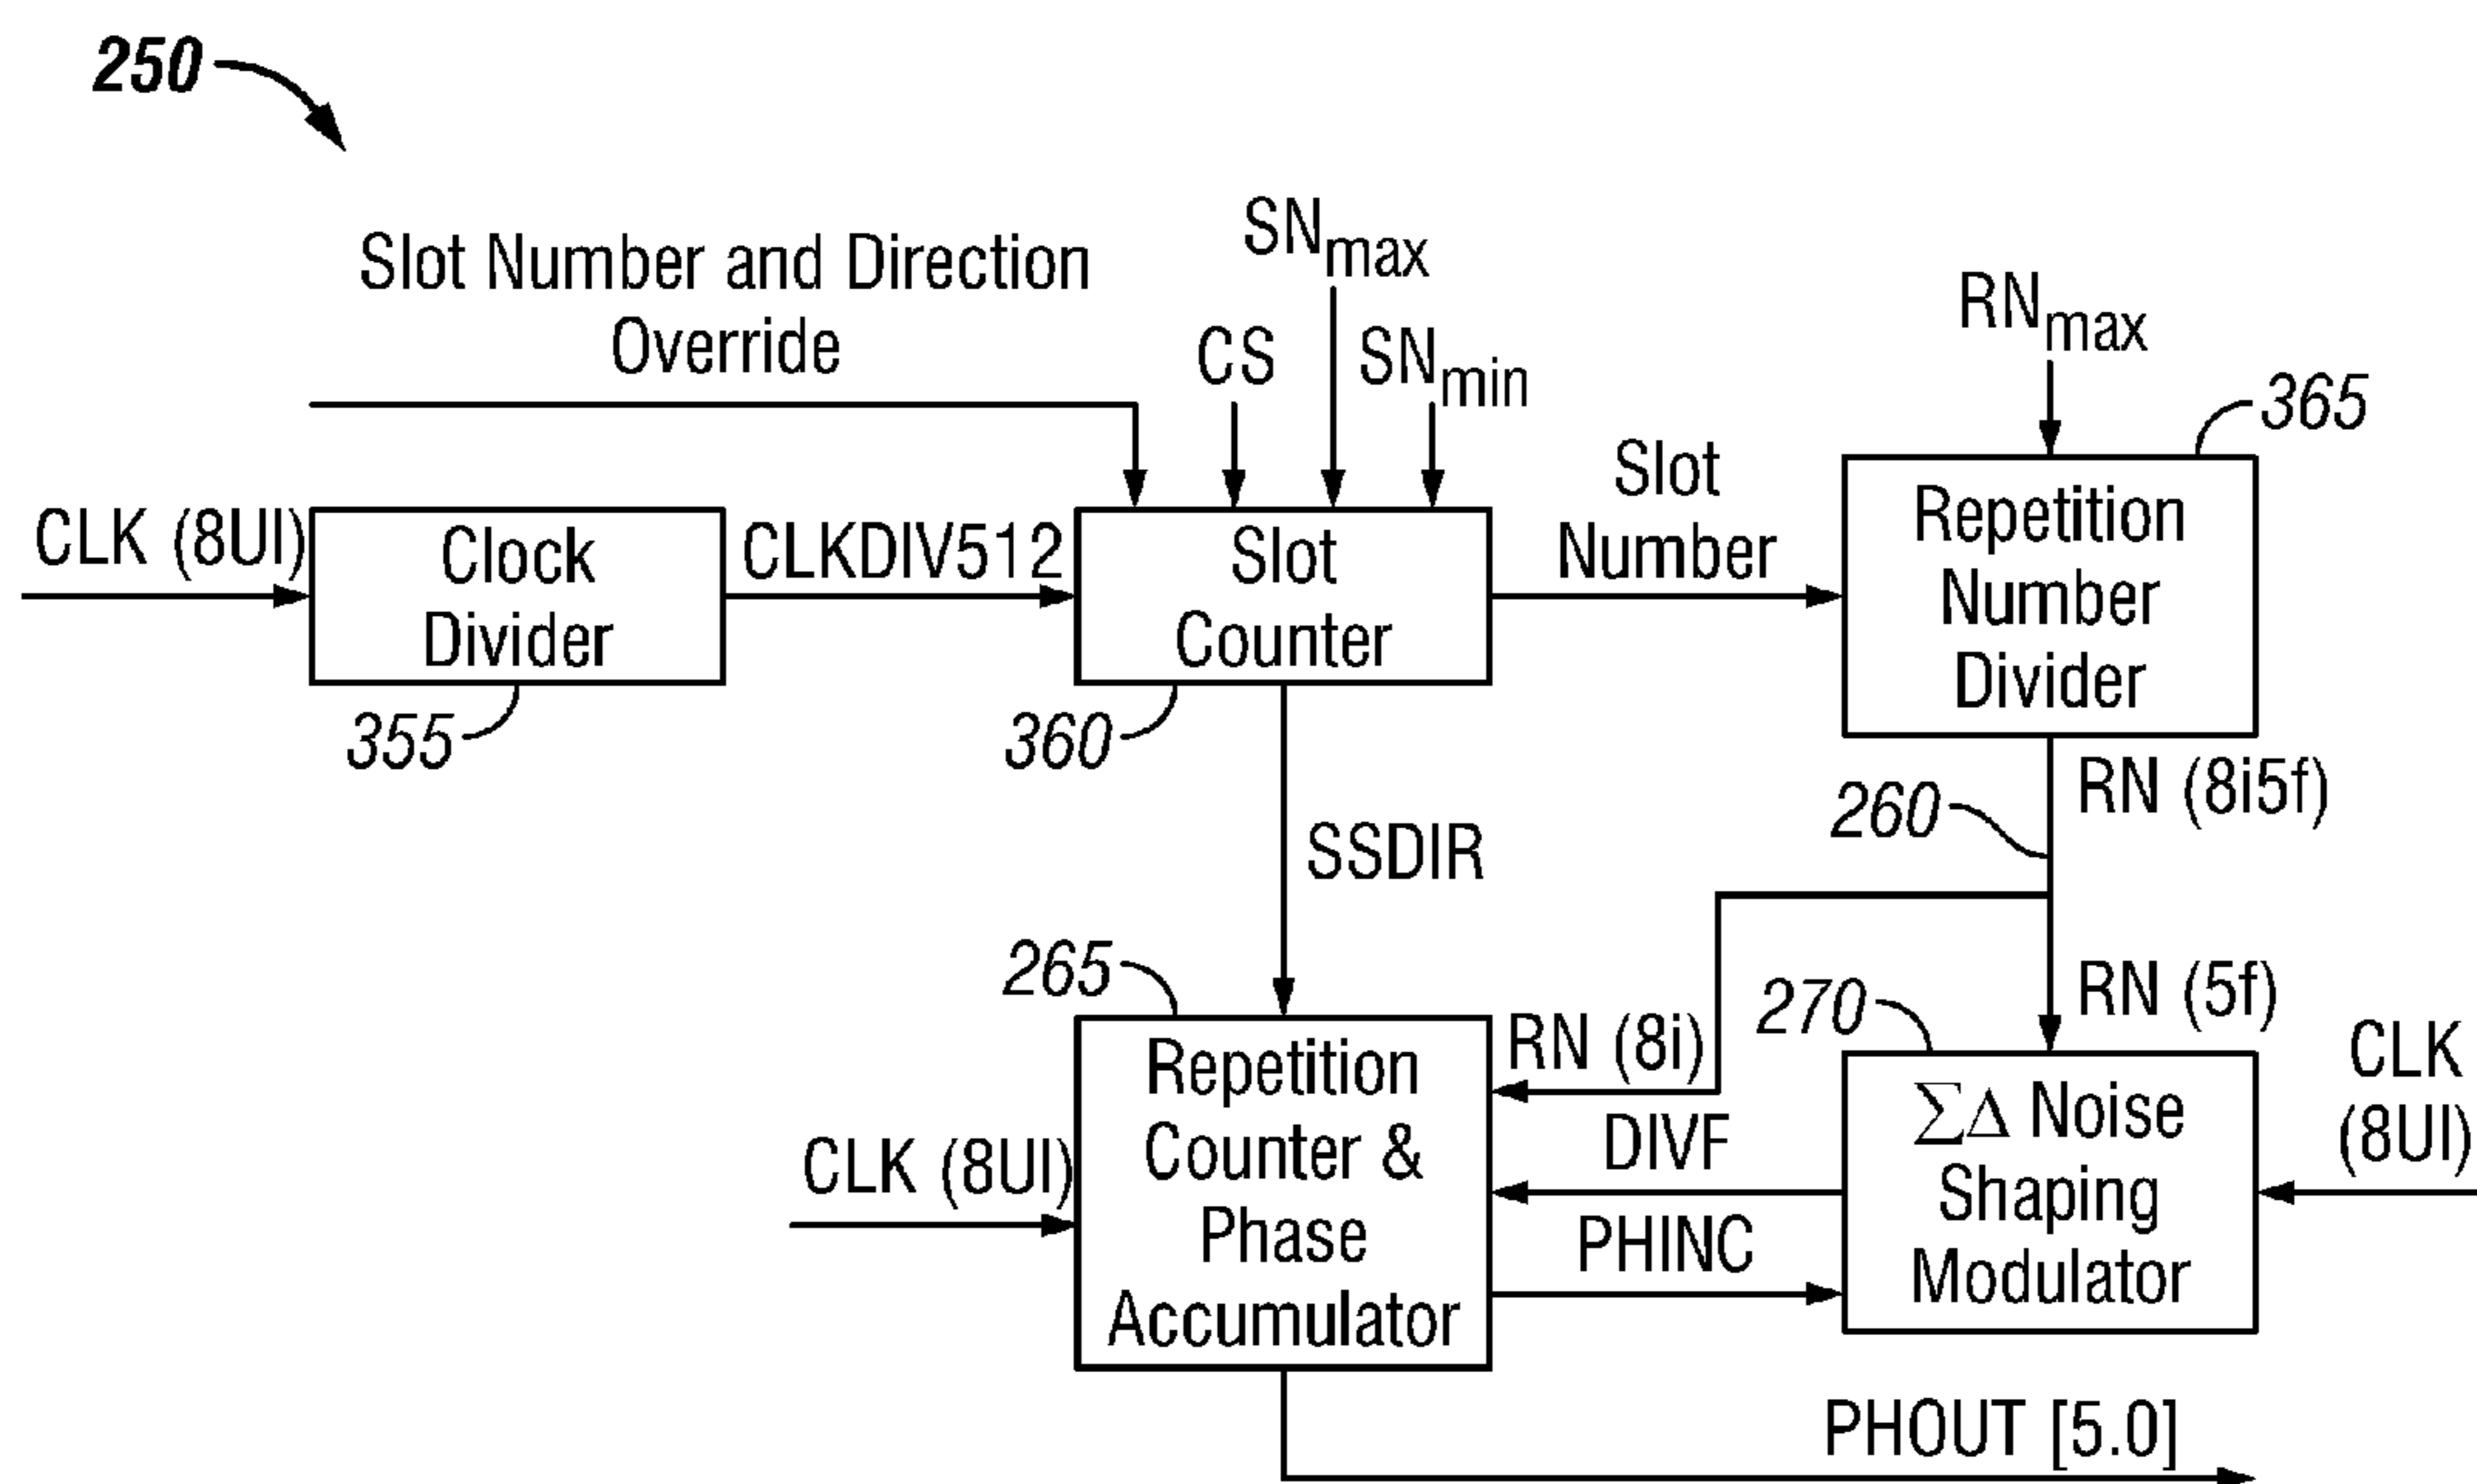 250
Slot Number and Direction
Override
SNmax
CS
SNmin
RNmax
365
CLK (8UI)
Clock
Divider
355
CLKDIV512
Slot
Counter
360
Slot
Number
Repetition
Number
Divider
260
RN (8i5f)
SSDIR
265
RN (8i)
270
RN (5f)
CLK
(8UI)
CLK (8UI)
Repetition
Counter &
Phase
Accumulator
DIVF
PHINC
ΣΔ Noise
Shaping
Modulator
PHOUT [5.0]